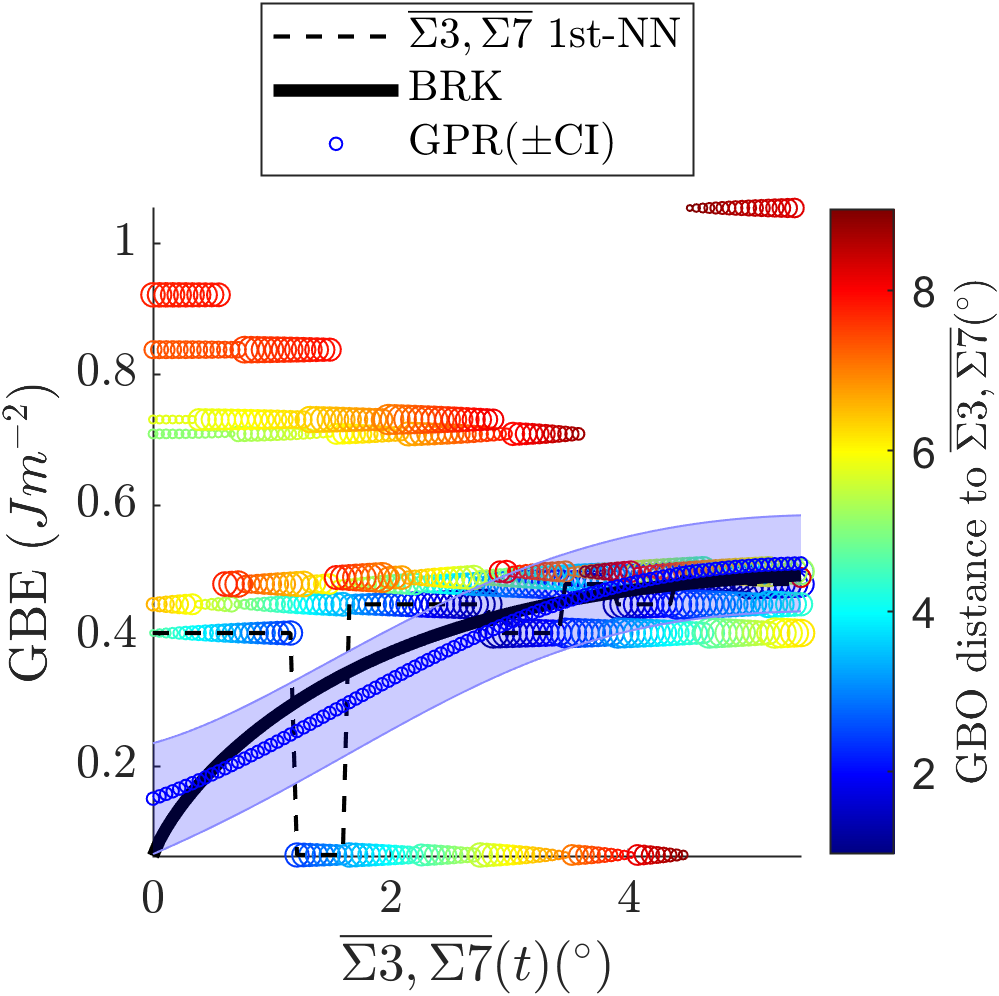 Σ3, Σ7 1st-NN
BRK
GPR(±CI)
GBE (Jm⁻²)
1
0.8
0.6
0.4
0.2
0
2
4
Σ3, Σ7(t)(°)
8
6
4
2
GBO distance to Σ3, Σ7(°)